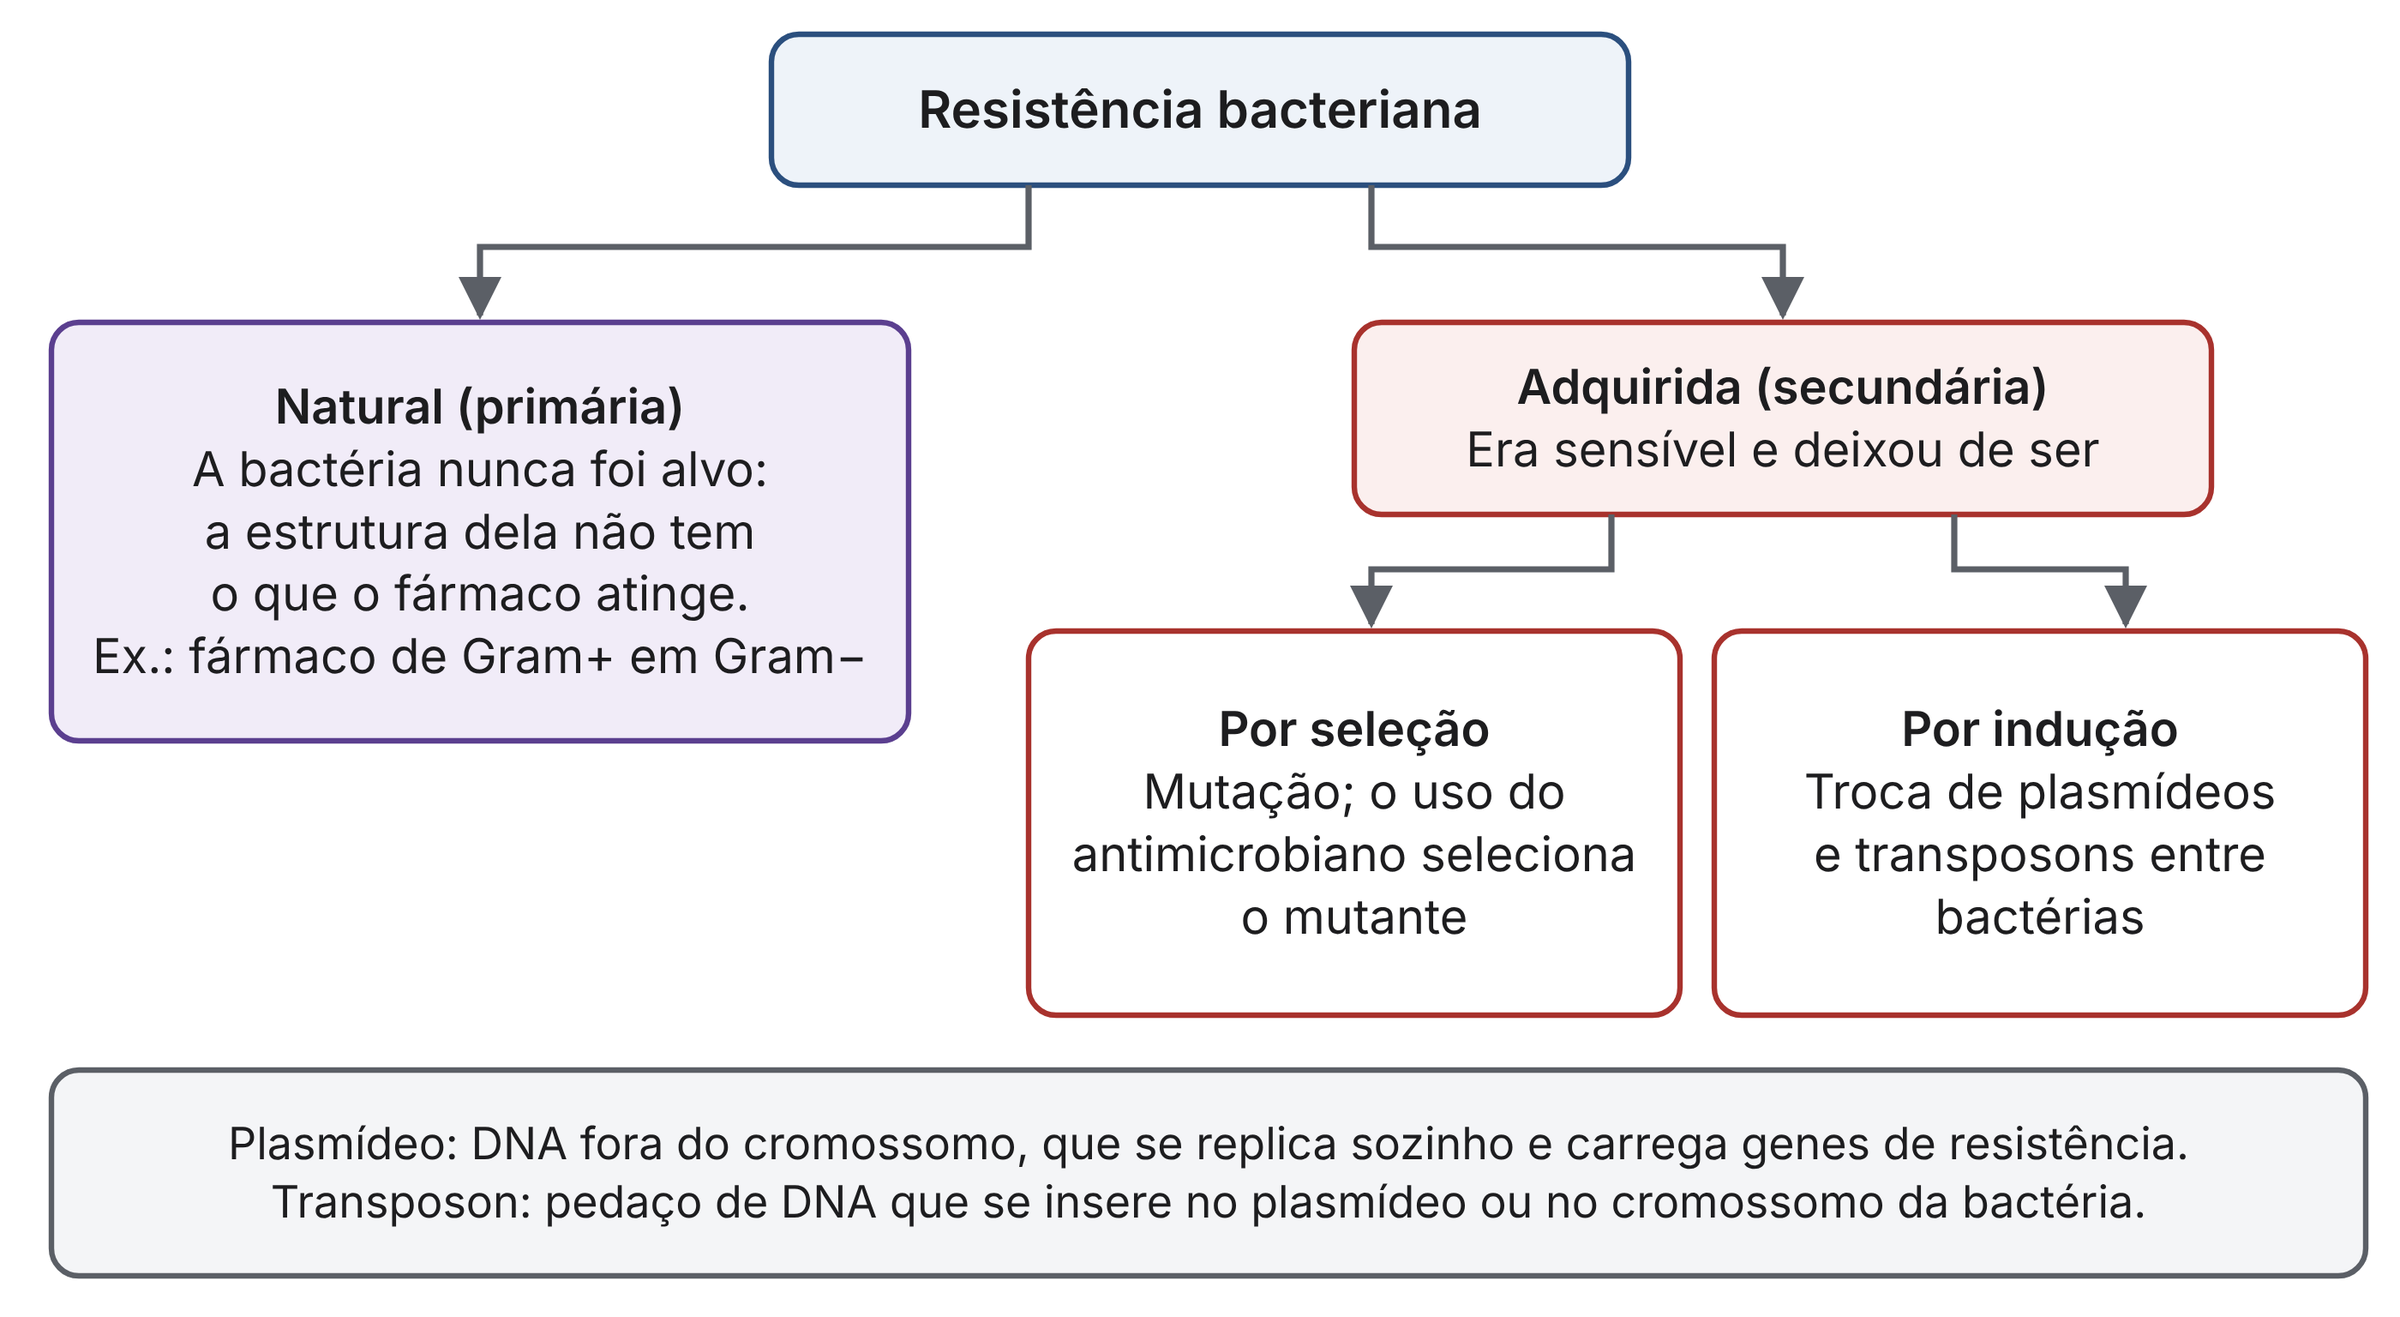 Resistência bacteriana
Natural (primária)
A bactéria nunca foi alvo:
a estrutura dela não tem
o que o fármaco atinge.
Ex.: fármaco de Gram+ em Gram−
Adquirida (secundária)
Era sensível e deixou de ser
Por seleção
Mutação; o uso do
antimicrobiano seleciona
o mutante
Por indução
Troca de plasmídeos
e transposons entre
bactérias
Plasmídeo: DNA fora do cromossomo, que se replica sozinho e carrega genes de resistência.
Transposon: pedaço de DNA que se insere no plasmídeo ou no cromossomo da bactéria.